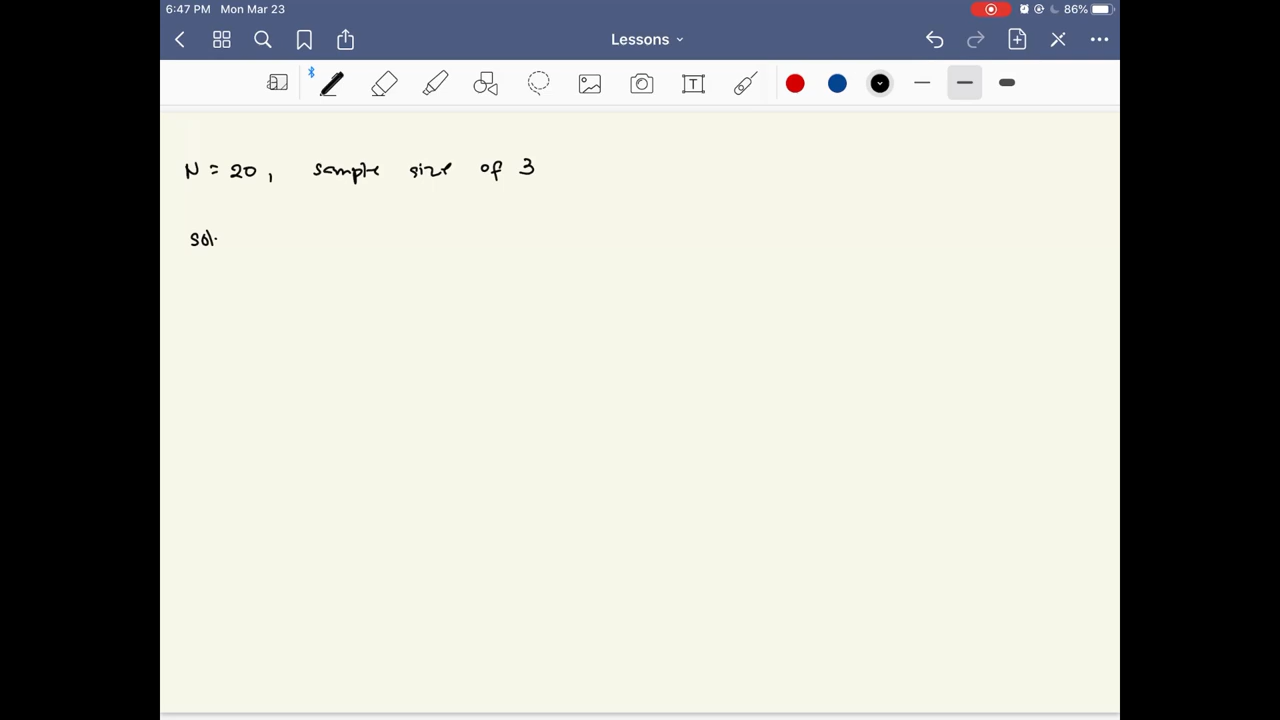 6:47 PM Mon Mar 23 86%
Lessons
T
N = 20, sample size of 3
Sol.